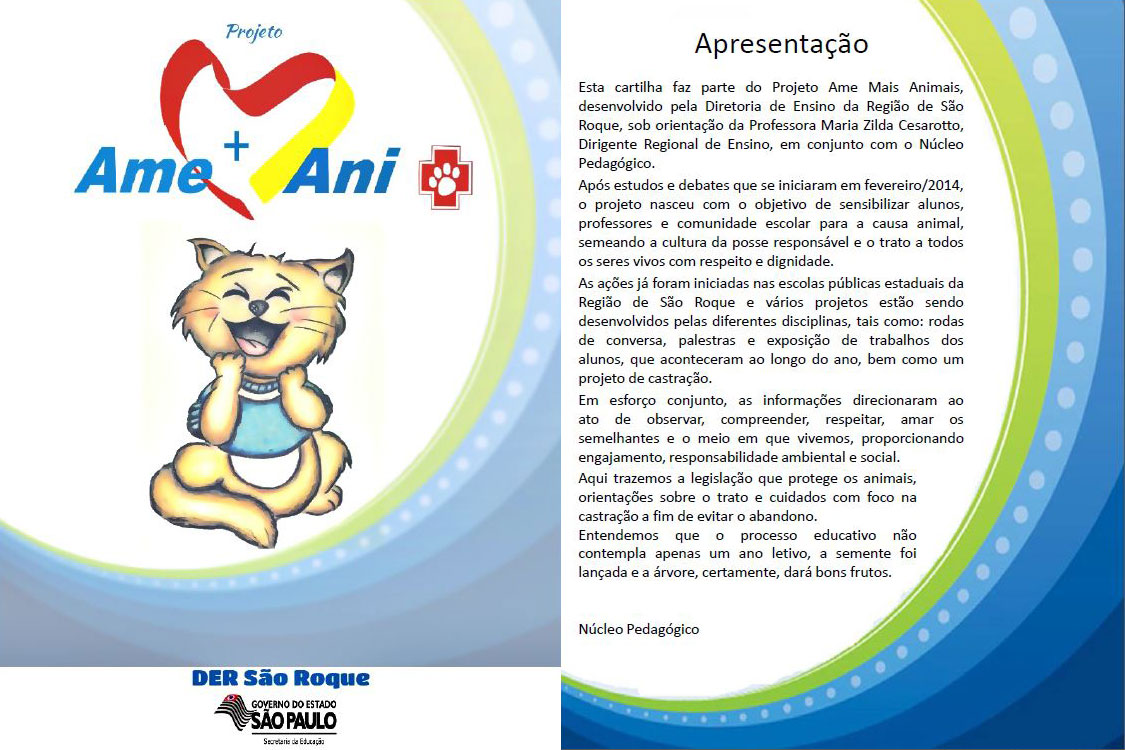 Projeto
Ame + Ani
DER São Roque
GOVERNO DO ESTADO
SÃO PAULO
Secretaria da Educação
Apresentação
Esta cartilha faz parte do Projeto Ame Mais Animais,
desenvolvido pela Diretoria de Ensino da Região de São
Roque, sob orientação da Professora Maria Zilda Cesarotto,
Dirigente Regional de Ensino, em conjunto com o Núcleo
Pedagógico.
Após estudos e debates que se iniciaram em fevereiro/2014,
o projeto nasceu com o objetivo de sensibilizar alunos,
professores e comunidade escolar para a causa animal,
semeando a cultura da posse responsável e o trato a todos
os seres vivos com respeito e dignidade.
As ações já foram iniciadas nas escolas públicas estaduais da
Região de São Roque e vários projetos estão sendo
desenvolvidos pelas diferentes disciplinas, tais como: rodas
de conversa, palestras e exposição de trabalhos dos
alunos, que aconteceram ao longo do ano, bem como um
projeto de castração.
Em esforço conjunto, as informações direcionaram ao
ato de observar, compreender, respeitar, amar os
semelhantes e o meio em que vivemos, proporcionando
engajamento, responsabilidade ambiental e social.
Aqui trazemos a legislação que protege os animais,
orientações sobre o trato e cuidados com foco na
castração a fim de evitar o abandono.
Entendemos que o processo educativo não
contempla apenas um ano letivo, a semente foi
lançada e a árvore, certamente, dará bons frutos.
Núcleo Pedagógico